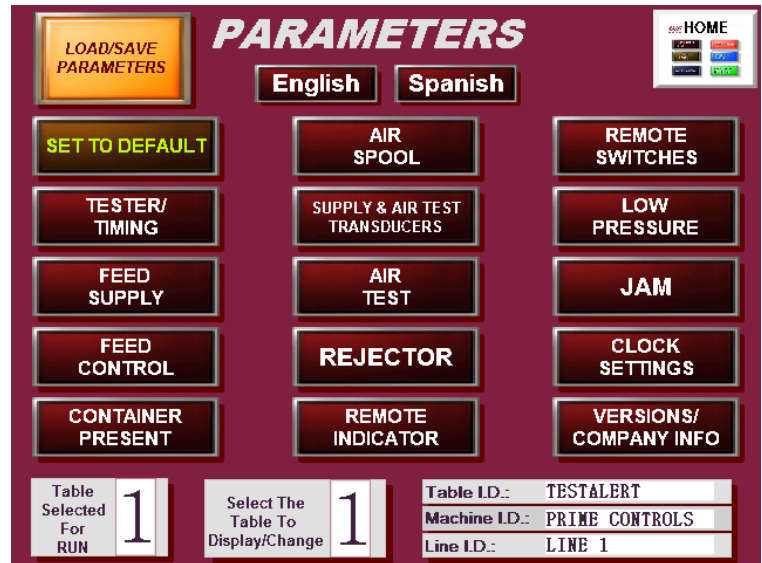 LOAD/SAVE
PARAMETERS
PARAMETERS
HOME
English
Spanish
SET TO DEFAULT
AIR
SPOOL
REMOTE
SWITCHES
TESTER/
TIMING
SUPPLY & AIR TEST
TRANSDUCERS
LOW
PRESSURE
FEED
SUPPLY
AIR
TEST
JAM
FEED
CONTROL
REJECTOR
CLOCK
SETTINGS
CONTAINER
PRESENT
REMOTE
INDICATOR
VERSIONS/
COMPANY INFO
Table
Selected
For
RUN
1
Select The
Table To
Display/Change
1
Table I.D.: TESTALERT
Machine I.D.: PRIME CONTROLS
Line I.D.: LINE 1